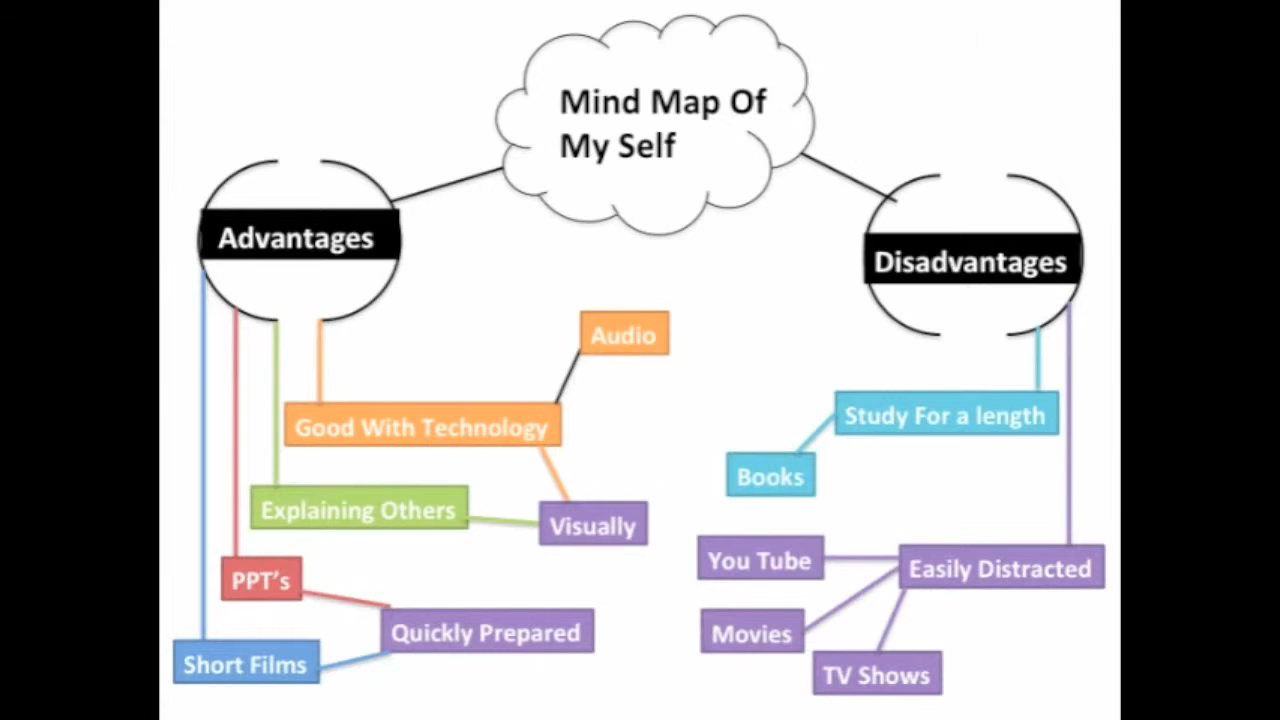 Mind Map Of
My Self
Advantages
Disadvantages
Audio
Good With Technology
Study For a length
Books
Explaining Others
Visually
You Tube
Easily Distracted
PPT's
Quickly Prepared
Movies
Short Films
TV Shows